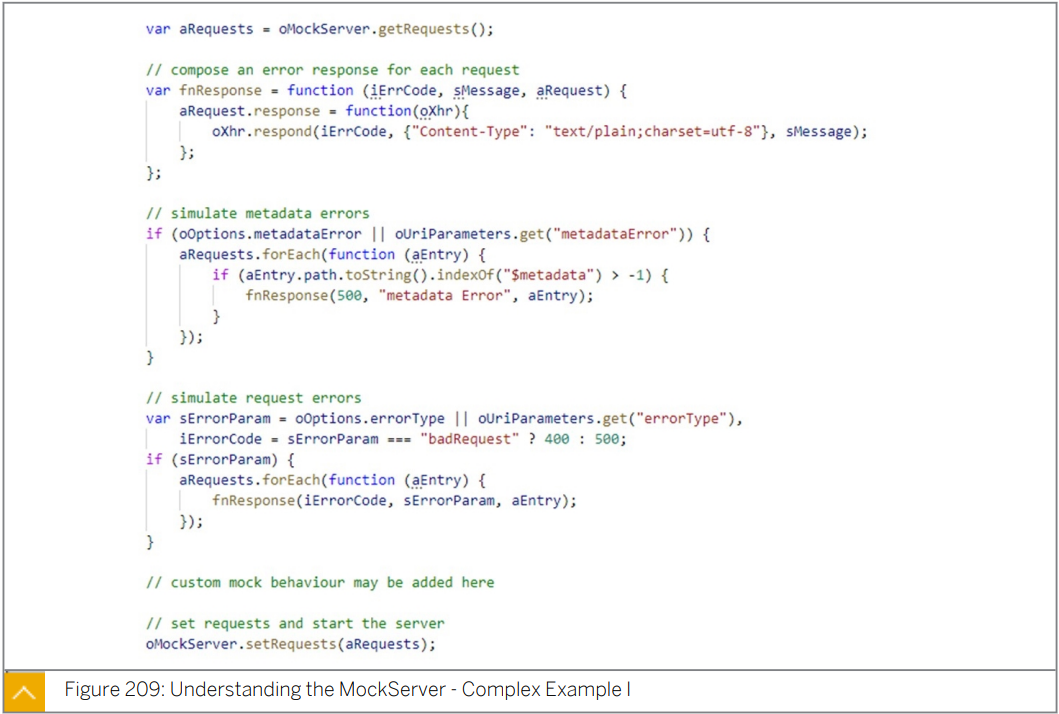 var aRequests = oMockServer.getRequests();
// compose an error response for each request
var fnResponse = function (iErrCode, sMessage, aRequest) {
aRequest.response = function(oXhr){
oXhr.respond(iErrCode, {"Content-Type": "text/plain;charset=utf-8"}, sMessage);
};
};
// simulate metadata errors
if (oOptions.metadataError || oUriParameters.get("metadataError")) {
aRequests.forEach(function (aEntry) {
if (aEntry.path.toString().indexOf("$metadata") > -1) {
fnResponse(500, "metadata Error", aEntry);
}
});
}
// simulate request errors
var sErrorParam = oOptions.errorType || oUriParameters.get("errorType"),
iErrorCode = sErrorParam === "badRequest" ? 400 : 500;
if (sErrorParam) {
aRequests.forEach(function (aEntry) {
fnResponse(iErrorCode, sErrorParam, aEntry);
});
}
// custom mock behaviour may be added here
// set requests and start the server
oMockServer.setRequests(aRequests);
Figure 209: Understanding the MockServer - Complex Example I